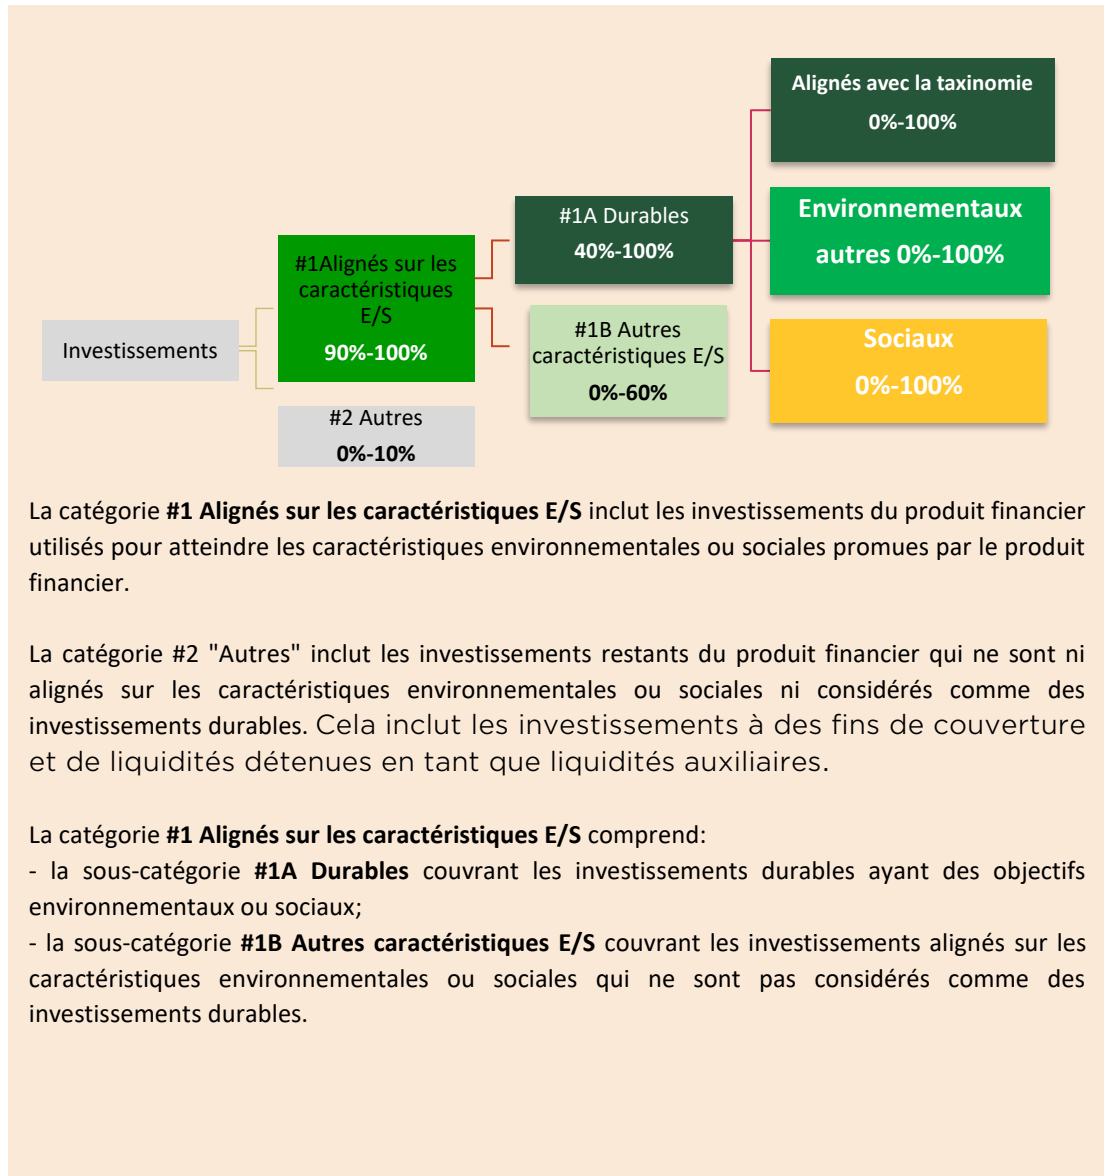 Investissements
#1Alignés sur les
caractéristiques
E/S
90%-100%
#2 Autres
0%-10%
#1A Durables
40%-100%
#1B Autres
caractéristiques E/S
0%-60%
Alignés avec la taxinomie
0%-100%
Environnementaux
autres 0%-100%
Sociaux
0%-100%
La catégorie #1 Alignés sur les caractéristiques E/S inclut les investissements du produit financier
utilisés pour atteindre les caractéristiques environnementales ou sociales promues par le produit
financier.
La catégorie #2 "Autres" inclut les investissements restants du produit financier qui ne sont ni
alignés sur les caractéristiques environnementales ou sociales ni considérés comme des
investissements durables. Cela inclut les investissements à des fins de couverture
et de liquidités détenues en tant que liquidités auxiliaires.
La catégorie #1 Alignés sur les caractéristiques E/S comprend:
- la sous-catégorie #1A Durables couvrant les investissements durables ayant des objectifs
environnementaux ou sociaux;
- la sous-catégorie #1B Autres caractéristiques E/S couvrant les investissements alignés sur les
caractéristiques environnementales ou sociales qui ne sont pas considérés comme des
investissements durables.